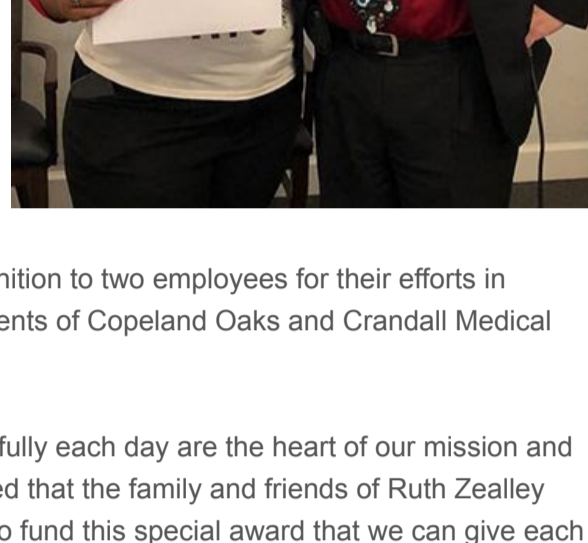 nition to two employees for their efforts in
ents of Copeland Oaks and Crandall Medical
fully each day are the heart of our mission and
ed that the family and friends of Ruth Zealley
o fund this special award that we can give each